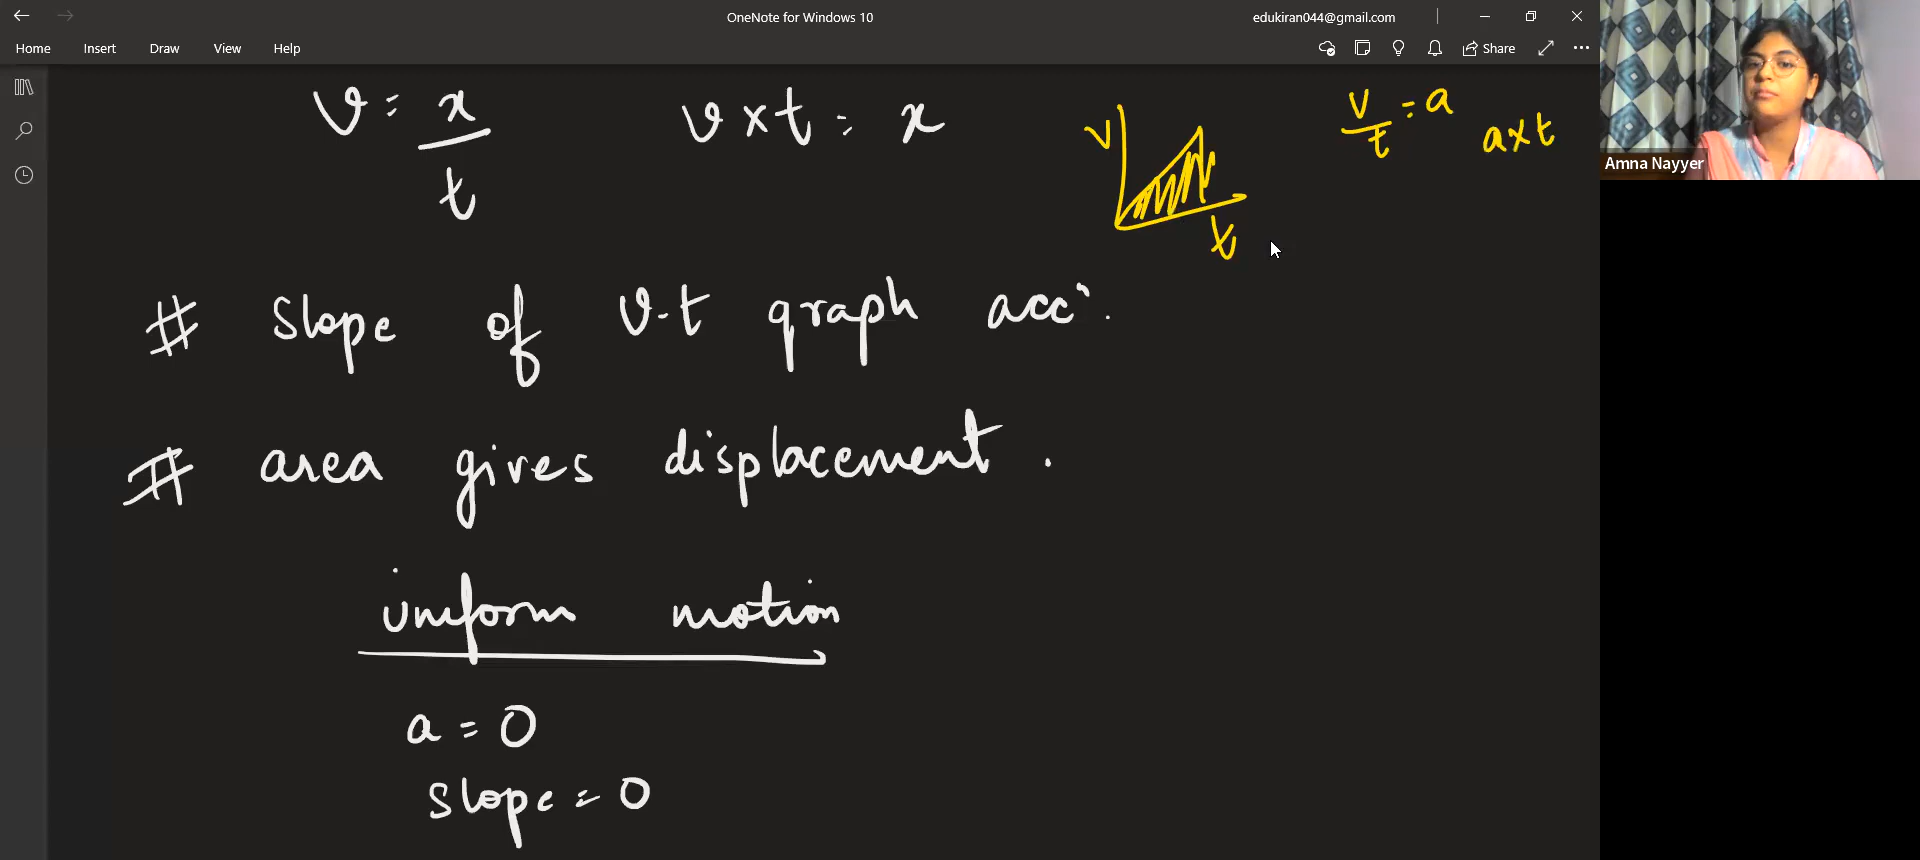 OneNote for Windows 10
edukiran044@gmail.com
Home Insert Draw View Help
Share
v = x/t
v × t = x
v
t
v/t = a
a × t
Amna Nayyer
# Slope of v-t graph accⁿ.
# area gives displacement.
uniform motion
a = 0
Slope = 0